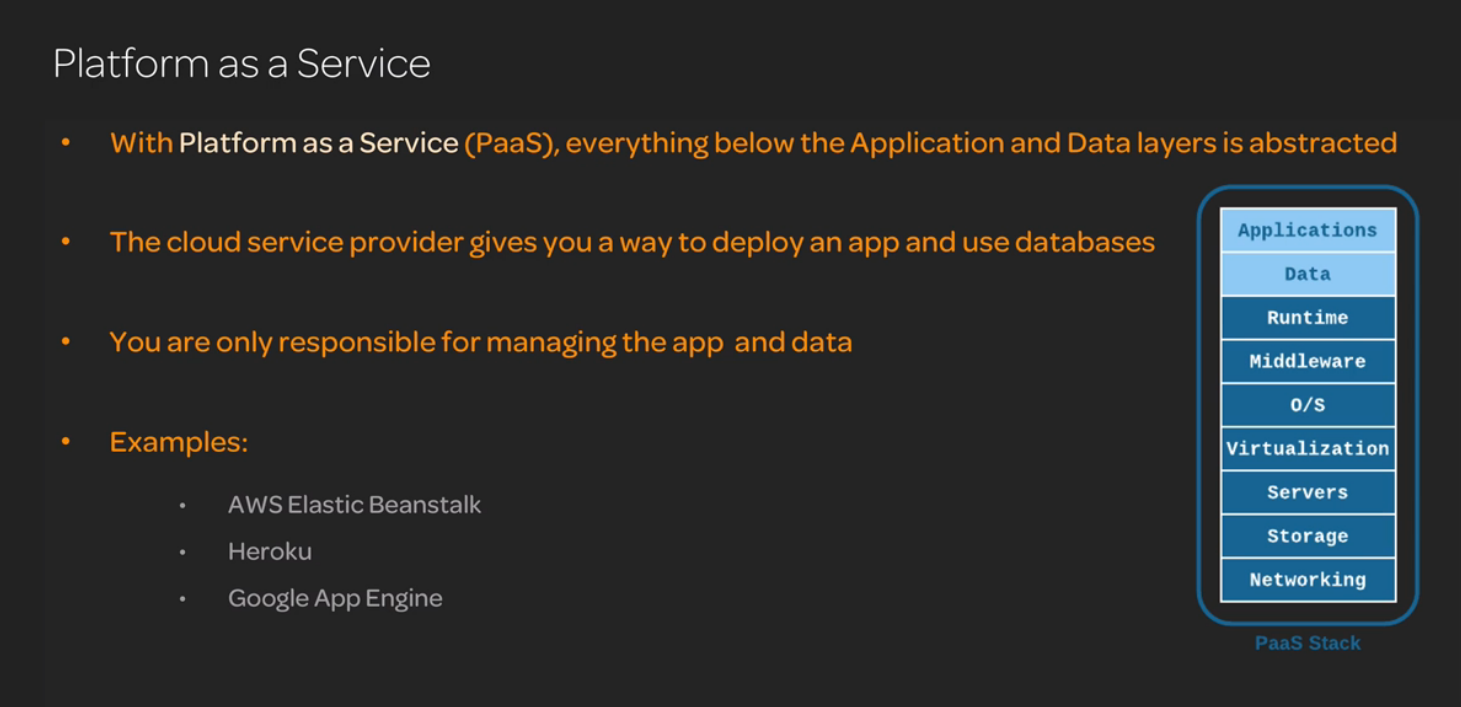 Platform as a Service
• With Platform as a Service (PaaS), everything below the Application and Data layers is abstracted
• The cloud service provider gives you a way to deploy an app and use databases
• You are only responsible for managing the app and data
• Examples:
• AWS Elastic Beanstalk
• Heroku
• Google App Engine
Applications
Data
Runtime
Middleware
O/S
Virtualization
Servers
Storage
Networking
PaaS Stack